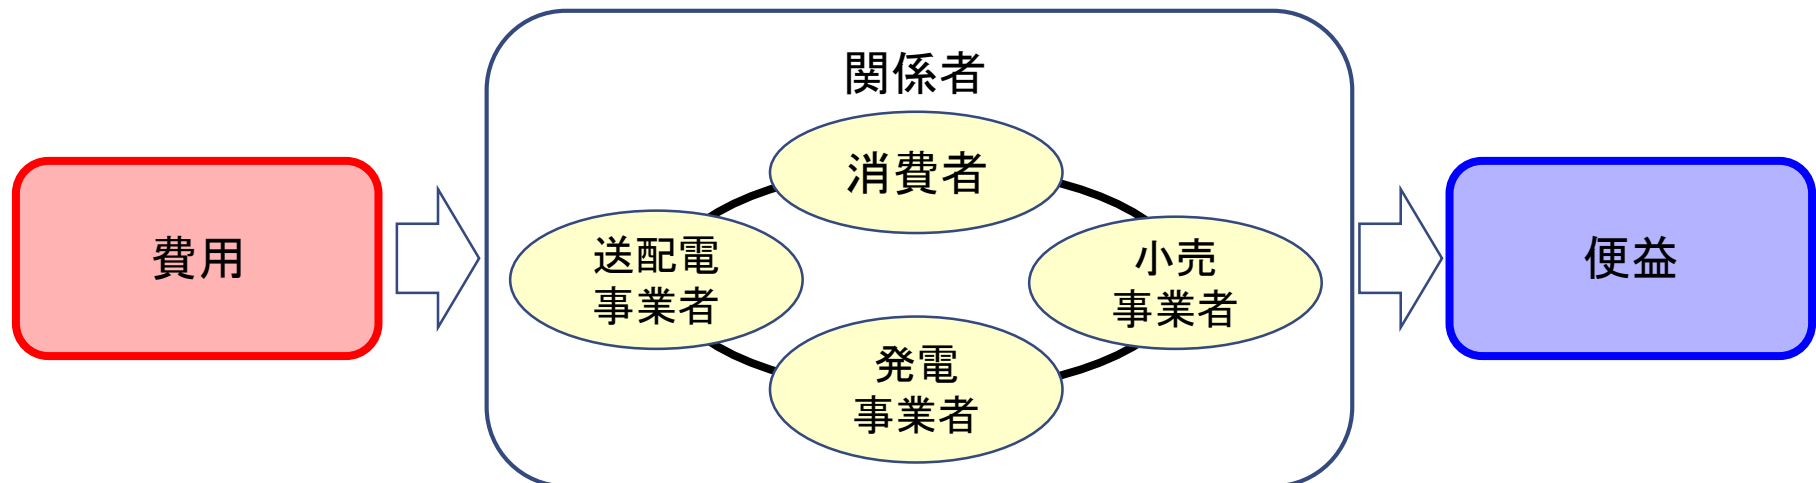 関係者
消費者
費用
送配電
事業者
小売
事業者
発電
事業者
便益